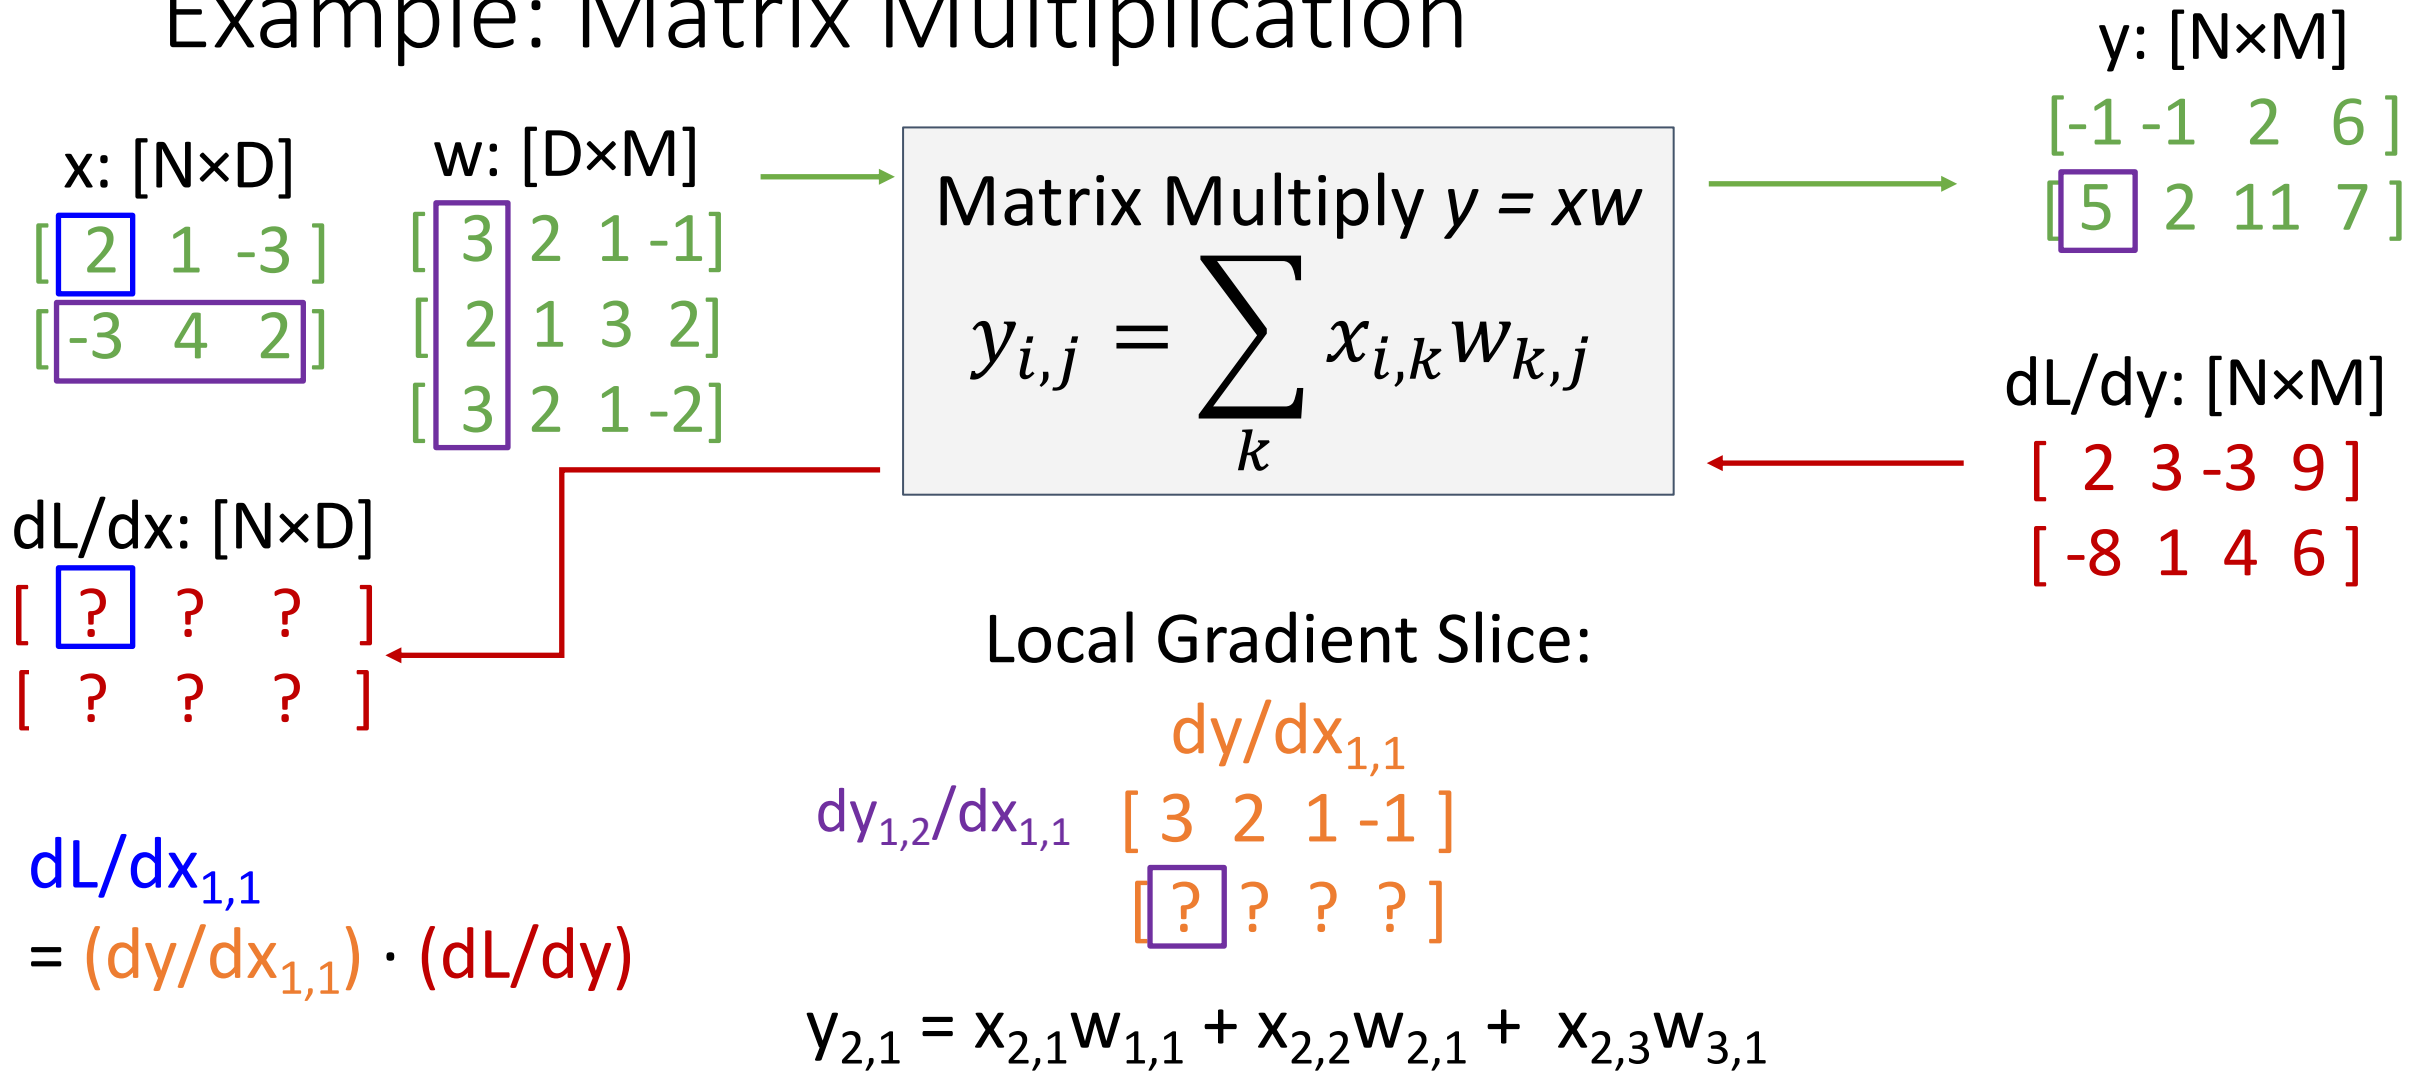 Example: Matrix Multiplication
x: [N×D]
[ 2 1 -3 ]
[ -3 4 2 ]
w: [D×M]
[ 3 2 1 -1]
[ 2 1 3 2]
[ 3 2 1 -2]
Matrix Multiply y = xw
y_{i,j} = ∑_k x_{i,k}w_{k,j}
y: [N×M]
[-1 -1 2 6 ]
[ 5 2 11 7 ]
dL/dy: [N×M]
[ 2 3 -3 9 ]
[ -8 1 4 6 ]
dL/dx: [N×D]
[ ? ? ? ]
[ ? ? ? ]
Local Gradient Slice:
dy/dx_{1,1}
dy_{1,2}/dx_{1,1}
[ 3 2 1 -1 ]
[ ? ? ? ? ]
dL/dx_{1,1}
= (dy/dx_{1,1}) · (dL/dy)
y_{2,1} = x_{2,1}w_{1,1} + x_{2,2}w_{2,1} + x_{2,3}w_{3,1}